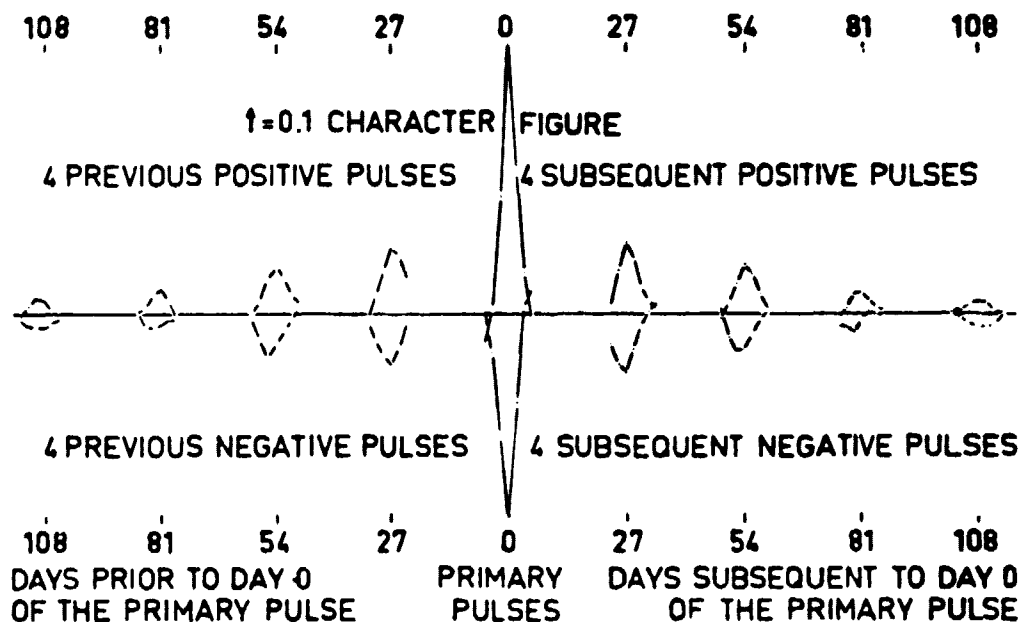 108 81 54 27 0 27 54 81 108
↑=0.1 CHARACTER FIGURE
4 PREVIOUS POSITIVE PULSES 4 SUBSEQUENT POSITIVE PULSES
4 PREVIOUS NEGATIVE PULSES 4 SUBSEQUENT NEGATIVE PULSES
108 81 54 27 0 27 54 81 108
DAYS PRIOR TO DAY 0 PRIMARY DAYS SUBSEQUENT TO DAY 0
OF THE PRIMARY PULSE PULSES OF THE PRIMARY PULSE